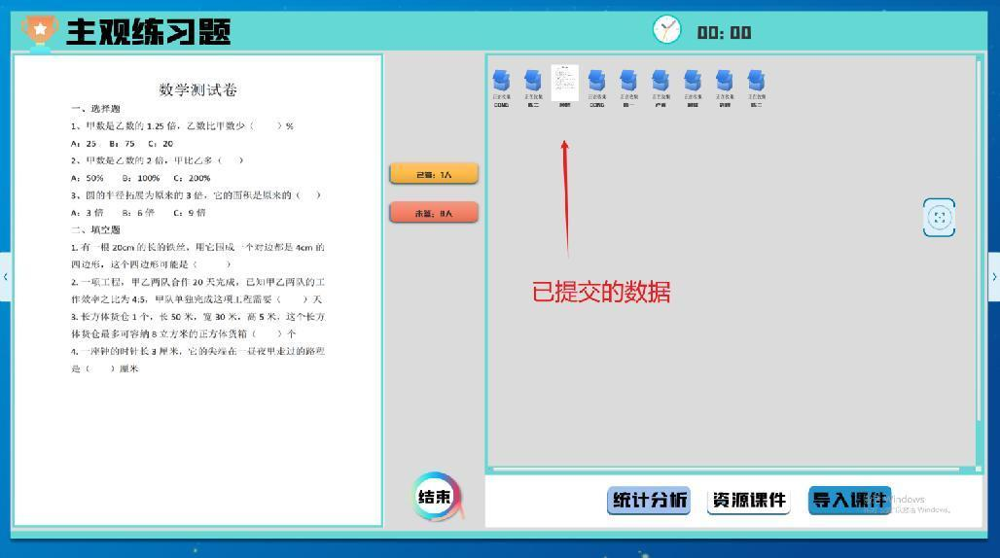 主观练习题
00: 00
数学测试卷
一、选择题
1、甲数是乙数的 1.25 倍，乙数比甲数少（　　）%
A：25　B：75　C：20
2、甲数是乙数的 2 倍，甲比乙多（　　）
A：50%　B：100%　C：200%
3、圆的半径拓展为原来的 3 倍，它的面积是原来的（　　）
A：3 倍　B：6 倍　C：9 倍
二、填空题
1. 有一根 20cm 的长的铁丝，用它围成一个对边都是 4cm 的
四边形，这个四边形可能是（　　）
2. 一项工程，甲乙两队合作 20 天完成，已知甲乙两队的工
作效率之比为 4:5，甲队单独完成这项工程需要（　　）天
3. 长方体货仓 1 个，长 50 米，宽 30 米，高 5 米，这个长方
体货仓最多可容纳 8 立方米的正方体货箱（　　）个
4. 一座钟的时针长 3 厘米，它的尖端在一昼夜里走过的路程
是（　　）厘米
已答：1人
未答：8人
结束
已提交的数据
统计分析
资源课件
导入课件